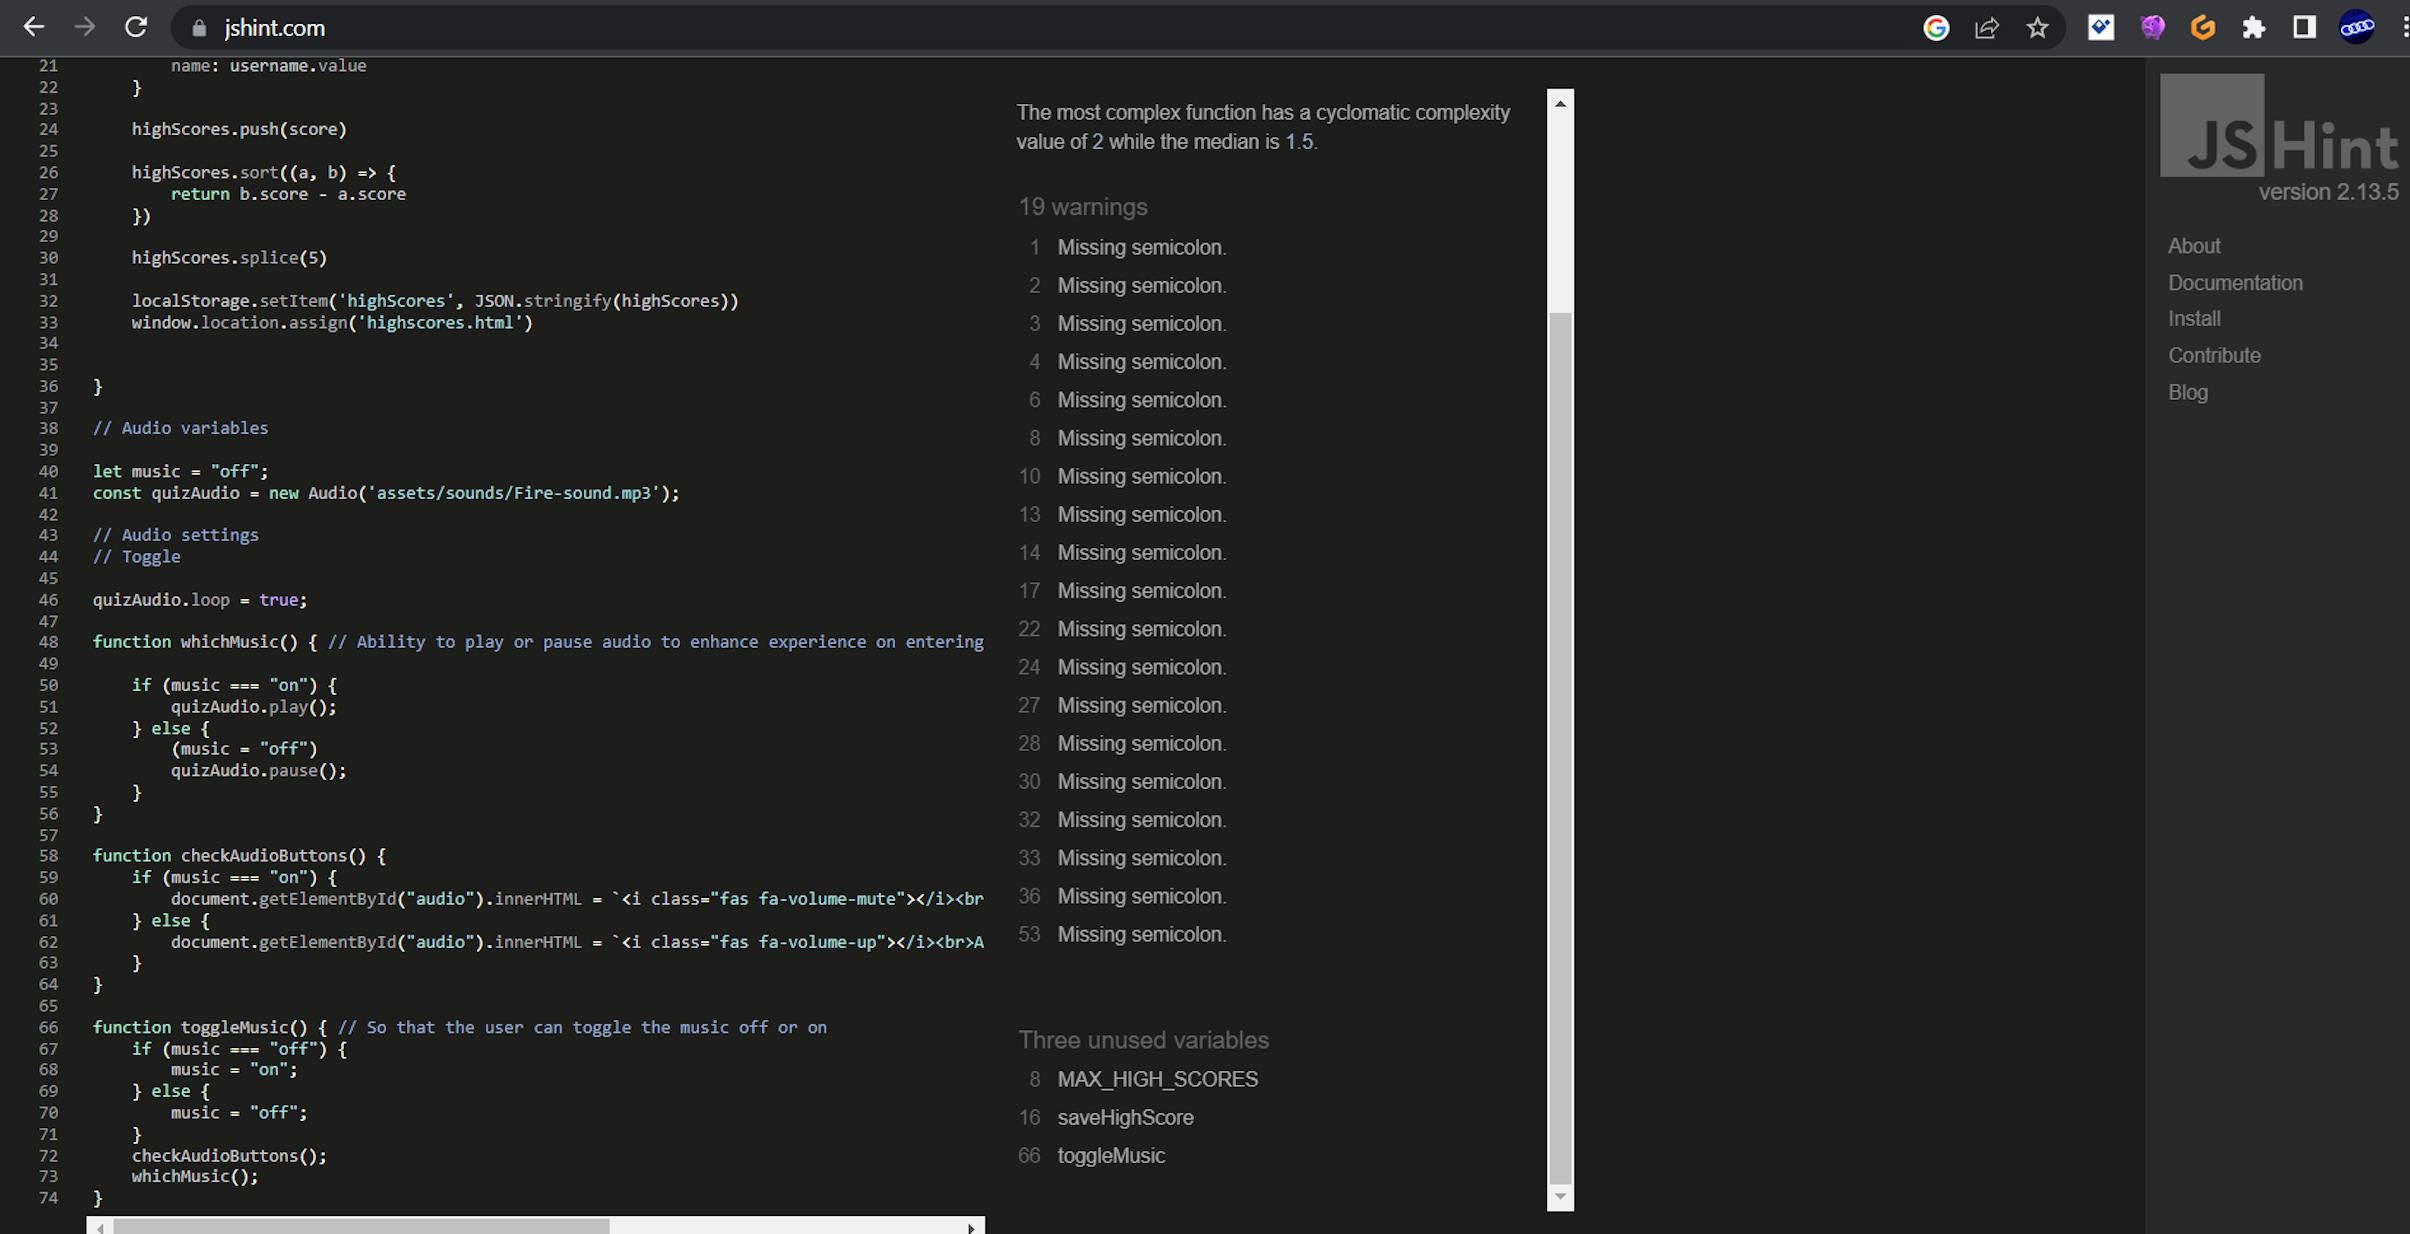 jshint.com
21 name: username.value
22 }
23
24 highScores.push(score)
25
26 highScores.sort((a, b) => {
27 return b.score - a.score
28 })
29
30 highScores.splice(5)
31
32 localStorage.setItem('highScores', JSON.stringify(highScores))
33 window.location.assign('highscores.html')
34
35
36 }
37
38 // Audio variables
39
40 let music = "off";
41 const quizAudio = new Audio('assets/sounds/Fire-sound.mp3');
42
43 // Audio settings
44 // Toggle
45
46 quizAudio.loop = true;
47
48 function whichMusic() { // Ability to play or pause audio to enhance experience on entering
49
50 if (music === "on") {
51 quizAudio.play();
52 } else {
53 (music = "off")
54 quizAudio.pause();
55 }
56 }
57
58 function checkAudioButtons() {
59 if (music === "on") {
60 document.getElementById("audio").innerHTML = `<i class="fas fa-volume-mute"></i><br
61 } else {
62 document.getElementById("audio").innerHTML = `<i class="fas fa-volume-up"></i><br>A
63 }
64 }
65
66 function toggleMusic() { // So that the user can toggle the music off or on
67 if (music === "off") {
68 music = "on";
69 } else {
70 music = "off";
71 }
72 checkAudioButtons();
73 whichMusic();
74 }
The most complex function has a cyclomatic complexity
value of 2 while the median is 1.5.
19 warnings
1 Missing semicolon.
2 Missing semicolon.
3 Missing semicolon.
4 Missing semicolon.
6 Missing semicolon.
8 Missing semicolon.
10 Missing semicolon.
13 Missing semicolon.
14 Missing semicolon.
17 Missing semicolon.
22 Missing semicolon.
24 Missing semicolon.
27 Missing semicolon.
28 Missing semicolon.
30 Missing semicolon.
32 Missing semicolon.
33 Missing semicolon.
36 Missing semicolon.
53 Missing semicolon.
Three unused variables
8 MAX_HIGH_SCORES
16 saveHighScore
66 toggleMusic
JSHint
version 2.13.5
About
Documentation
Install
Contribute
Blog